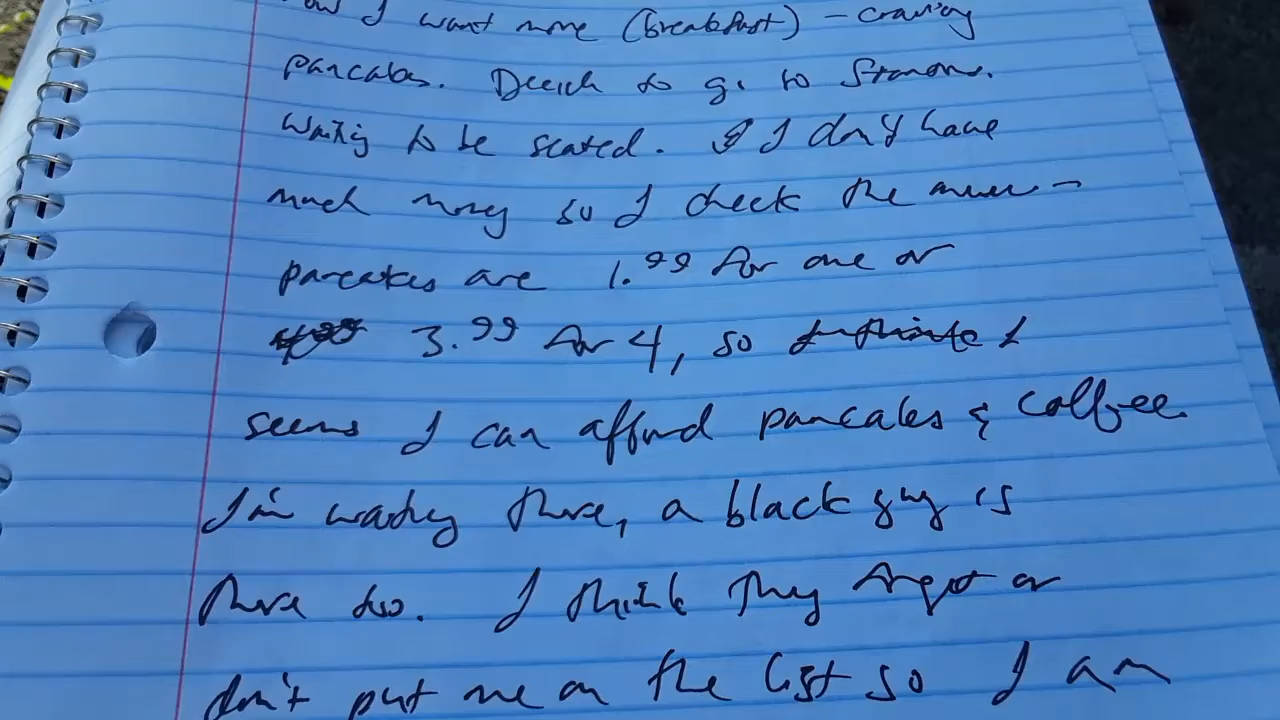 I want more (breakfast) – craving
pancakes. Decide to go to
Waiting to be seated. I don't have
much money so I check the menu –
pancakes are 1.99 for one or
3.99 for 4, so I
seems I can afford pancakes & coffee.
I'm waiting there, a black guy is
there too. I think they forgot or
don't put me on the list so I am